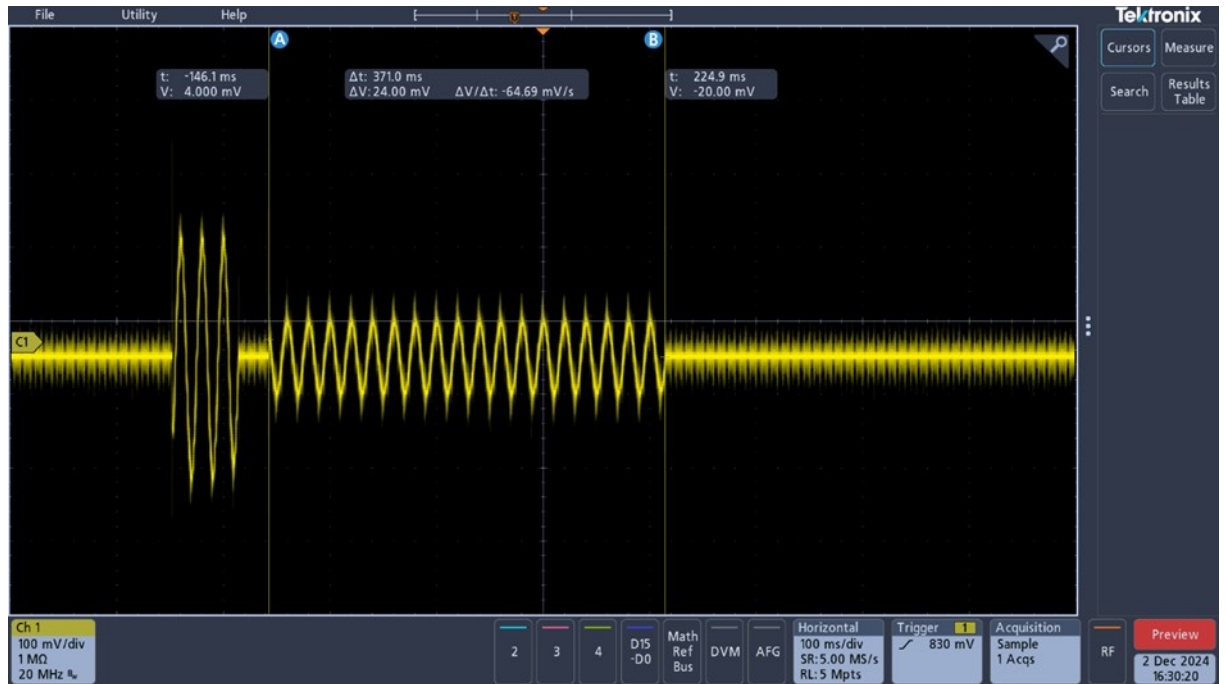 File Utility Help
Tektronix
A
B
Cursors Measure
Search Results Table
t: -146.1 ms
V: 4.000 mV
Δt: 371.0 ms
ΔV: 24.00 mV ΔV/Δt: -64.69 mV/s
t: 224.9 ms
V: -20.00 mV
C1
Ch 1
100 mV/div
1 MΩ
20 MHz
2
3
4
D15
-D0
Math
Ref
Bus
DVM
AFG
Horizontal
100 ms/div
SR: 5.00 MS/s
RL: 5 Mpts
Trigger 1
830 mV
Acquisition
Sample
1 Acqs
RF
Preview
2 Dec 2024
16:30:20